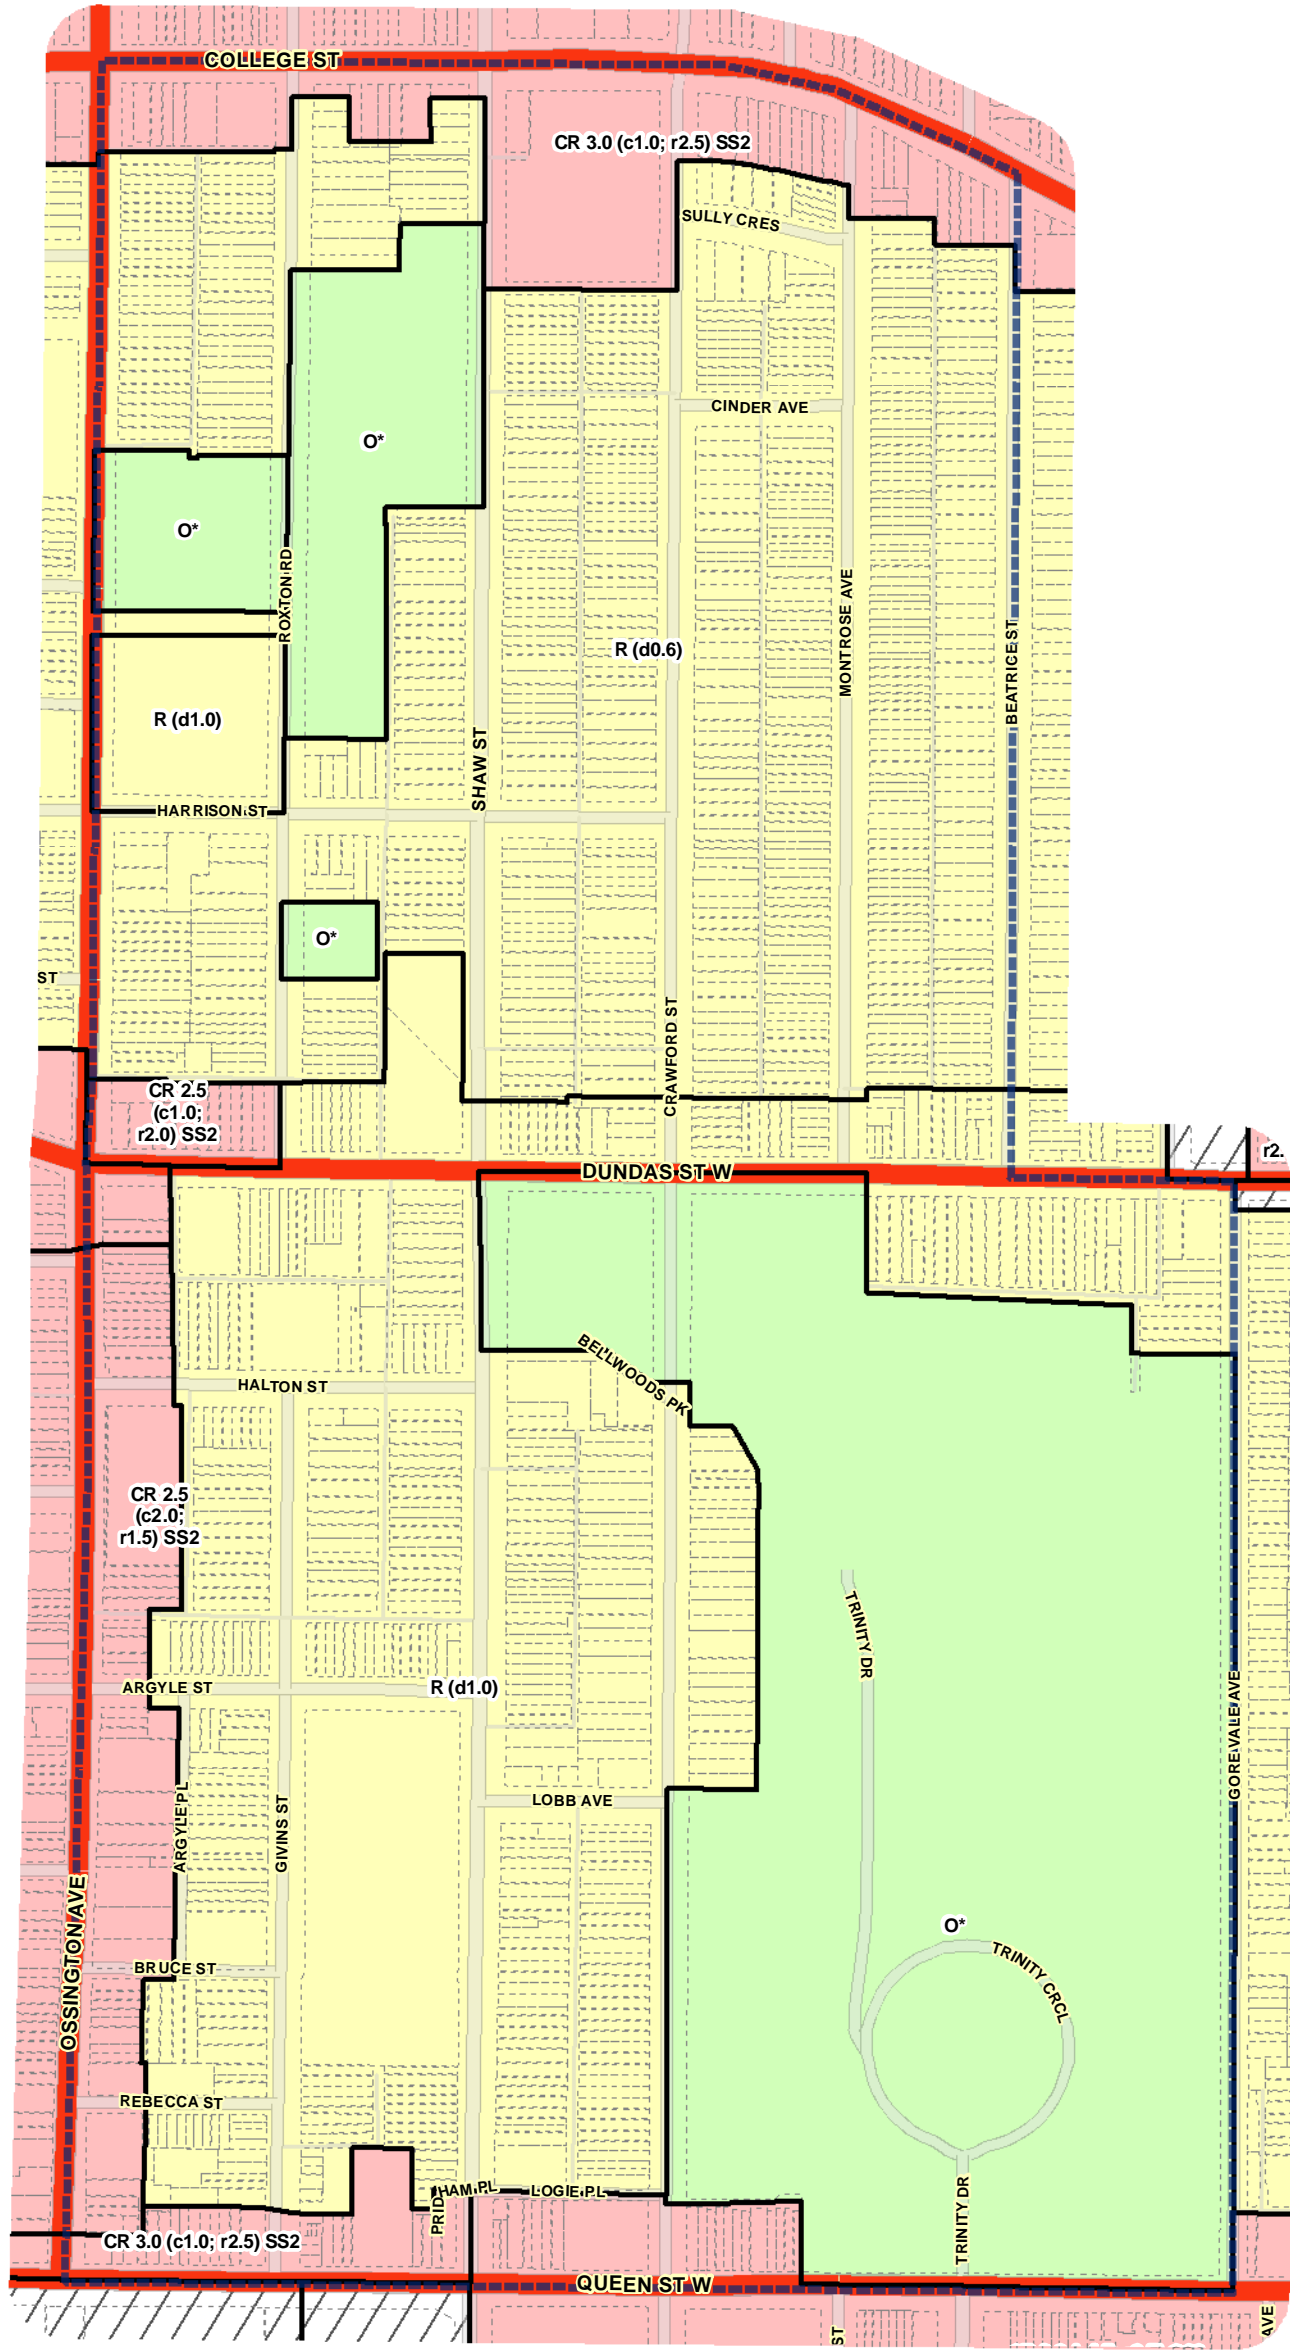 COLLEGE ST
CR 3.0 (c1.0; r2.5) SS2
SULLY CRES
CINDER AVE
O*
O*
ROXTON RD
MONTROSE AVE
BEATRICE ST
R (d0.6)
R (d1.0)
SHAW ST
HARRISON ST
O*
ST
CRAWFORD ST
CR 2.5
(c1.0;
r2.0) SS2
r2.
DUNDAS ST W
BELLWOODS PK
HALTON ST
CR 2.5
(c2.0;
r1.5) SS2
TRINITY DR
ARGYLE ST
R (d1.0)
GORE VALE AVE
ARGYLE PL
GIVINS ST
LOBB AVE
OSSINGTON AVE
O*
TRINITY CRCL
BRUCE ST
REBECCA ST
PRIDHAM PL
LOGIE PL
TRINITY DR
CR 3.0 (c1.0; r2.5) SS2
QUEEN ST W
ST
AVE